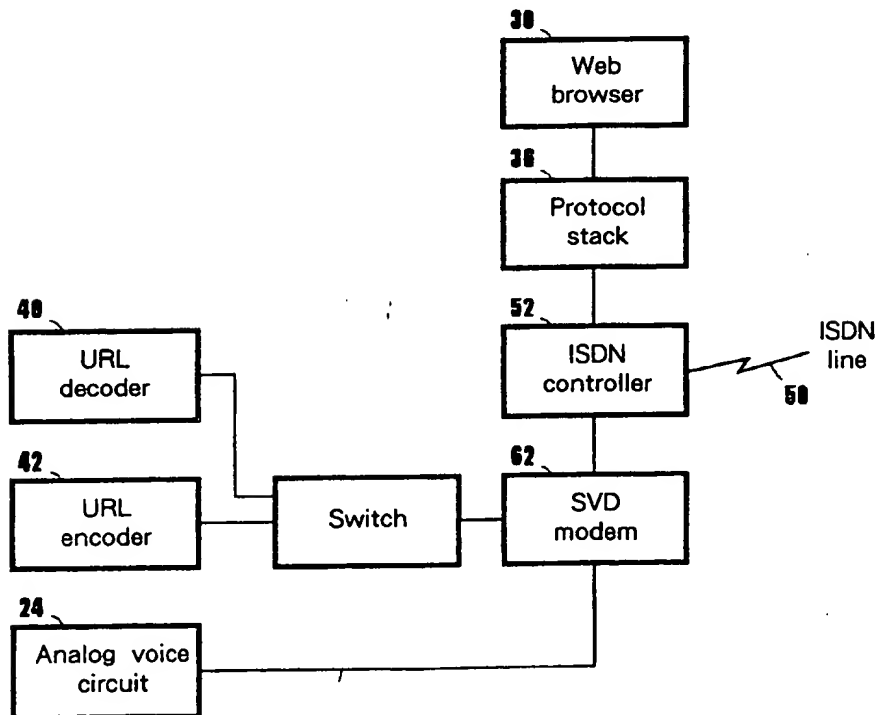 30
Web
browser
36
Protocol
stack
40
URL
decoder
52
ISDN
controller
ISDN
line
50
42
URL
encoder
Switch
62
SVD
modem
24
Analog voice
circuit